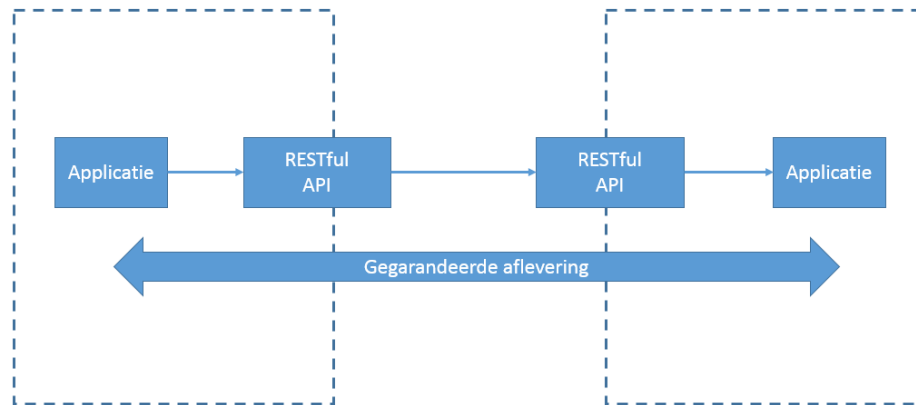 Applicatie
RESTful
API
RESTful
API
Applicatie
Gegarandeerde aflevering